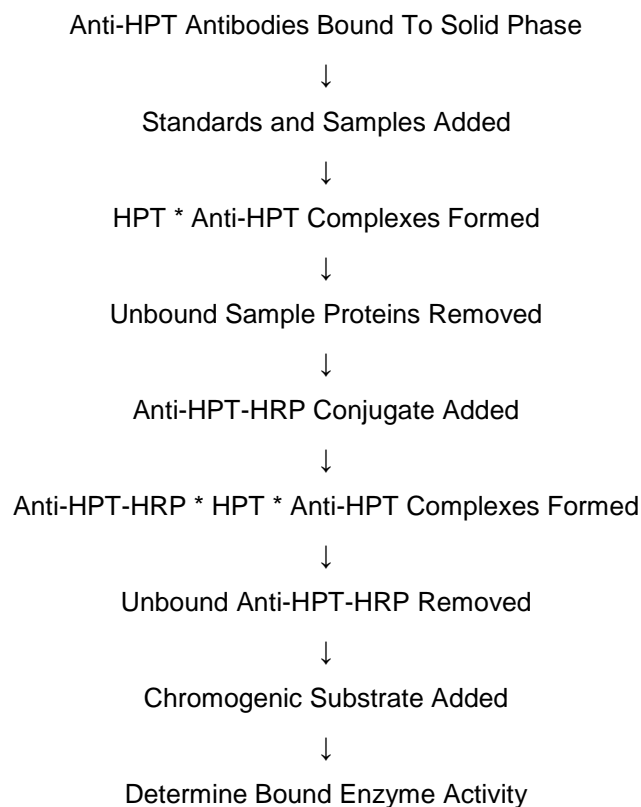 Anti-HPT Antibodies Bound To Solid Phase
↓
Standards and Samples Added
↓
HPT * Anti-HPT Complexes Formed
↓
Unbound Sample Proteins Removed
↓
Anti-HPT-HRP Conjugate Added
↓
Anti-HPT-HRP * HPT * Anti-HPT Complexes Formed
↓
Unbound Anti-HPT-HRP Removed
↓
Chromogenic Substrate Added
↓
Determine Bound Enzyme Activity